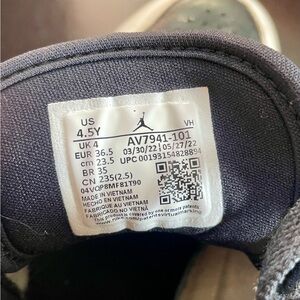 US
4.5Y
VH
UK 4
AV7941-101
EUR 36.5
03/30/22 05/27/22
cm 23.5
UPC 00193154828894
BR 35
CN 235(2.5)
04VOP8MF81T90
MADE IN VIETNAM
HECHO EN VIETNAM
FABRIQUE AU VIETNAM
FABRICADO NO VIETNÃ